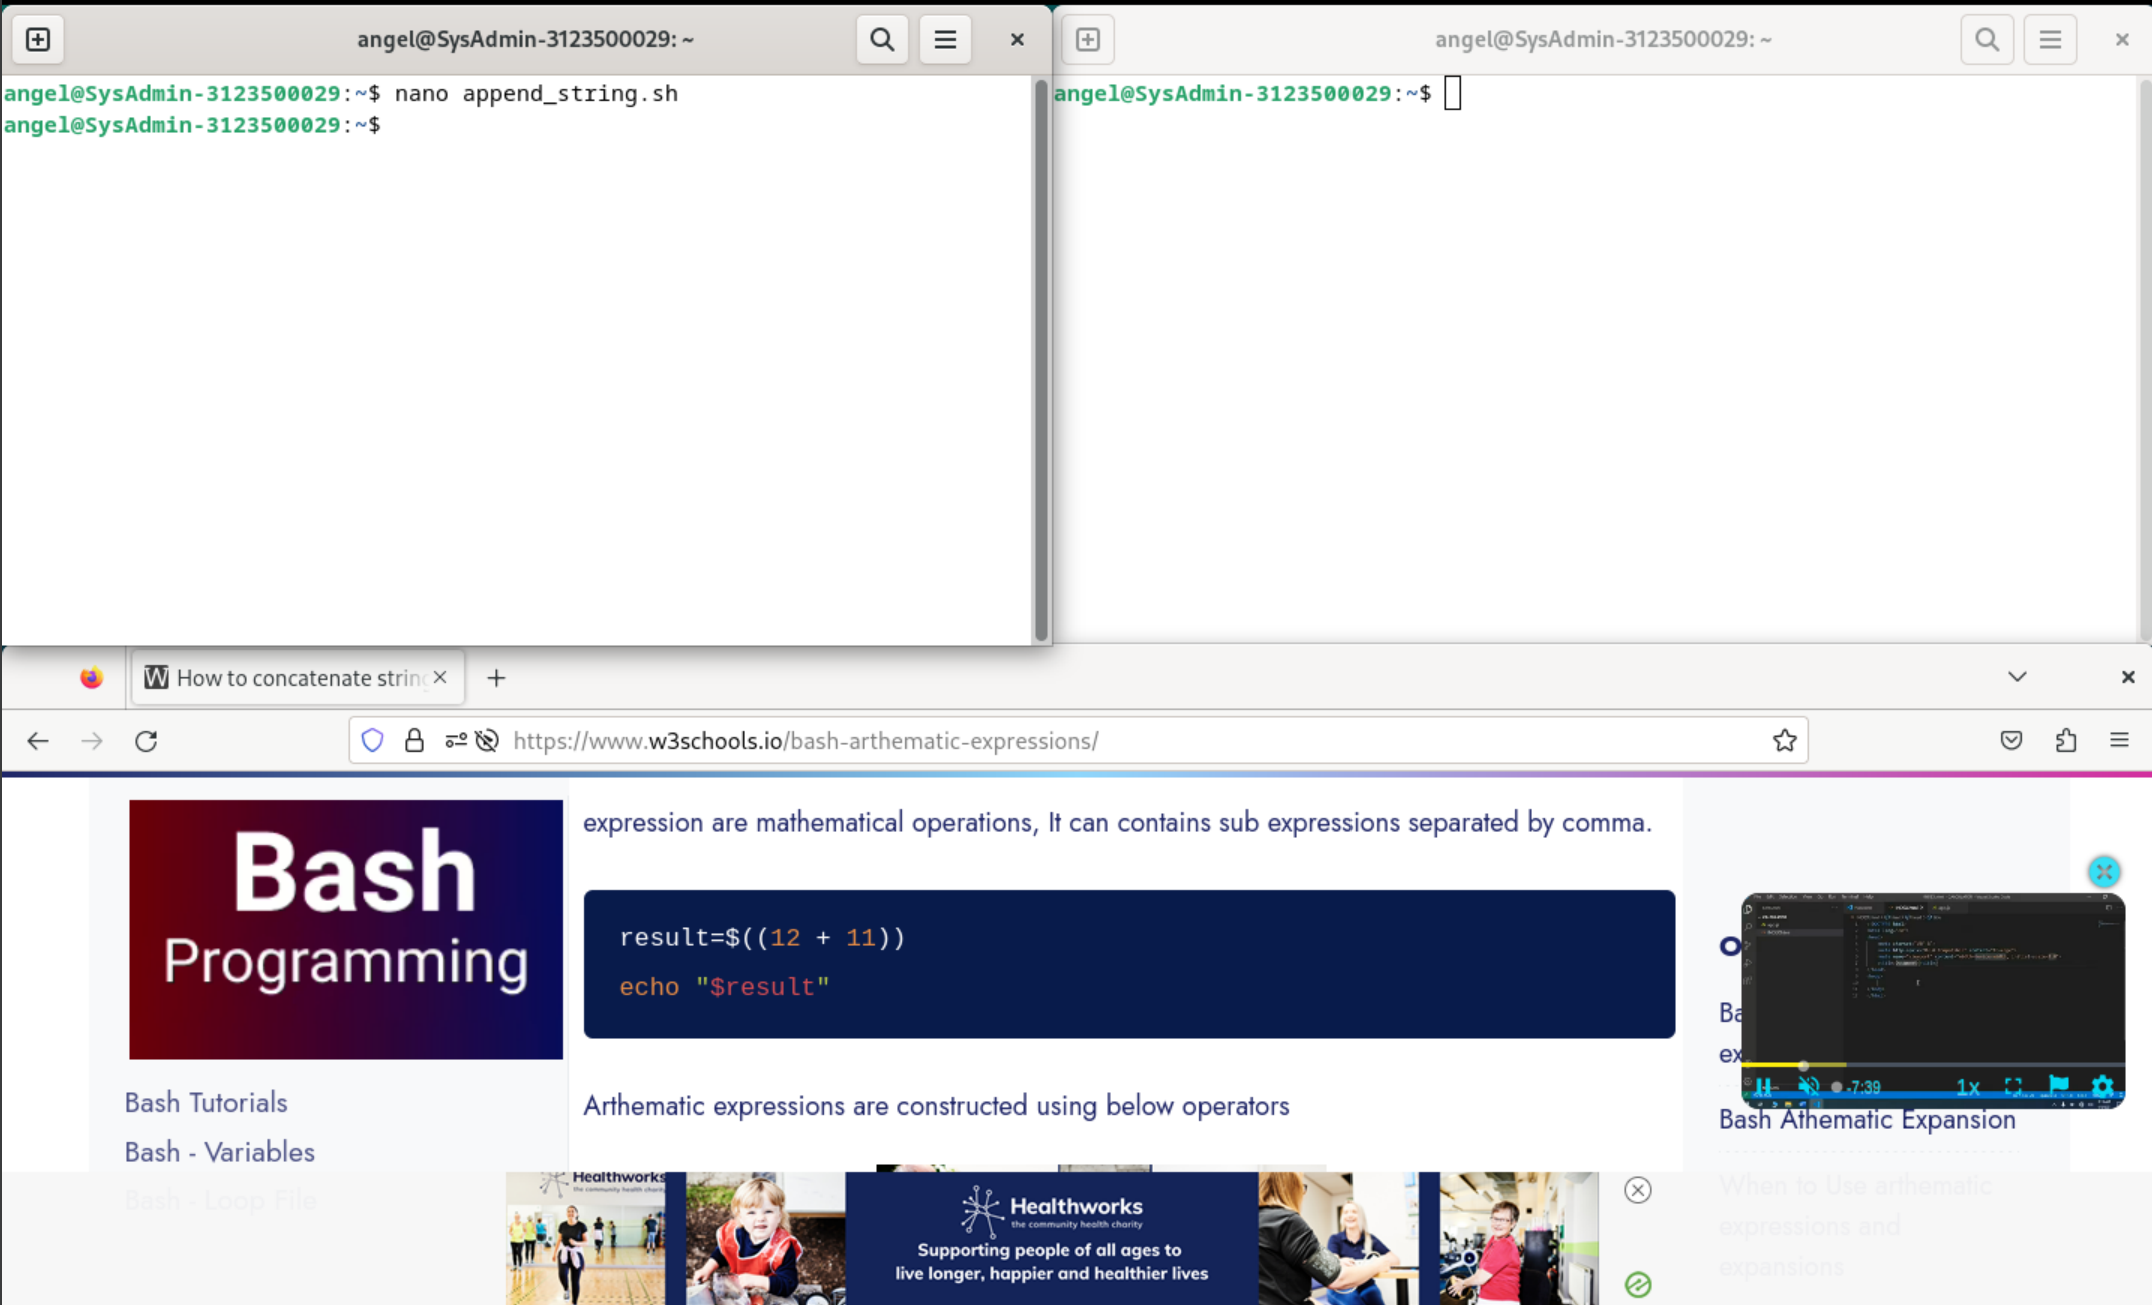 angel@SysAdmin-3123500029: ~
angel@SysAdmin-3123500029:~$ nano append_string.sh
angel@SysAdmin-3123500029:~$
angel@SysAdmin-3123500029: ~
angel@SysAdmin-3123500029:~$
How to concatenate string
https://www.w3schools.io/bash-arthematic-expressions/
Bash
Programming
Bash Tutorials
Bash - Variables
Bash - Loop File
expression are mathematical operations, It can contains sub expressions separated by comma.
result=$((12 + 11))
echo "$result"
Arthematic expressions are constructed using below operators
-7:39
1x
Bash Athematic Expansion
When to Use arthematic
expressions and
expansions
Healthworks
the community health charity
Healthworks
the community health charity
Supporting people of all ages to
live longer, happier and healthier lives